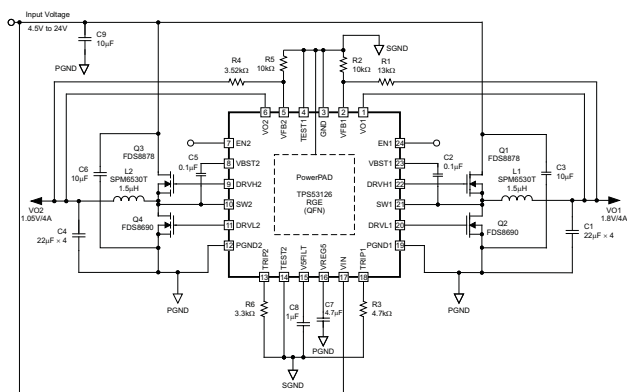 Input Voltage
4.5V to 24V
C9
10μF
PGND
SGND
R4
3.52kΩ
R5
10kΩ
R2
10kΩ
R1
13kΩ
6
5
4
3
2
1
VO2
VFB2
TEST1
GND
VFB1
VO1
7
EN2
EN1
24
Q3
FDS8878
C5
0.1μF
8
VBST2
VBST1
23
C2
0.1μF
Q1
FDS8878
C6
10μF
L2
SPM6530T
1.5μH
9
DRVH2
PowerPAD
TPS53126
RGE
(QFN)
DRVH1
22
L1
SPM6530T
1.5μH
C3
10μF
VO2
1.05V/4A
10
SW2
SW1
21
VO1
1.8V/4A
C4
22μF × 4
Q4
FDS8690
11
DRVL2
DRVL1
20
Q2
FDS8690
C1
22μF × 4
12
PGND2
PGND1
19
TRIP2
TEST2
V5FILT
VREG5
VIN
TRIP1
13
14
15
16
17
18
PGND
R6
3.3kΩ
C8
1μF
C7
4.7μF
R3
4.7kΩ
PGND
PGND
SGND